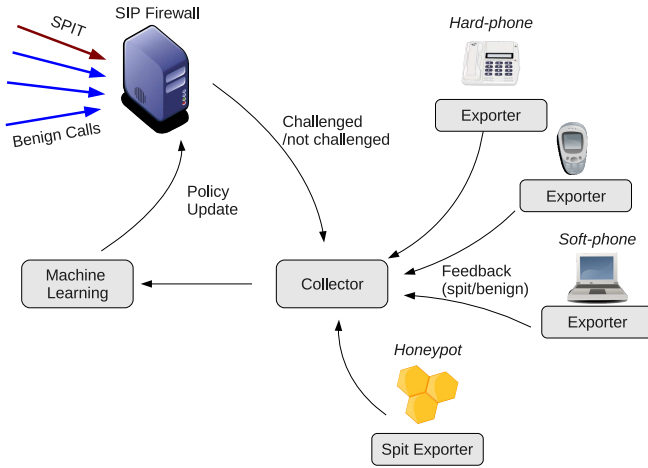 SIP Firewall
SPIT
Benign Calls
Hard-phone
Exporter
Challenged
/not challenged
Exporter
Policy
Update
Soft-phone
Machine
Learning
Collector
Feedback
(spit/benign)
Exporter
Honeypot
Spit Exporter